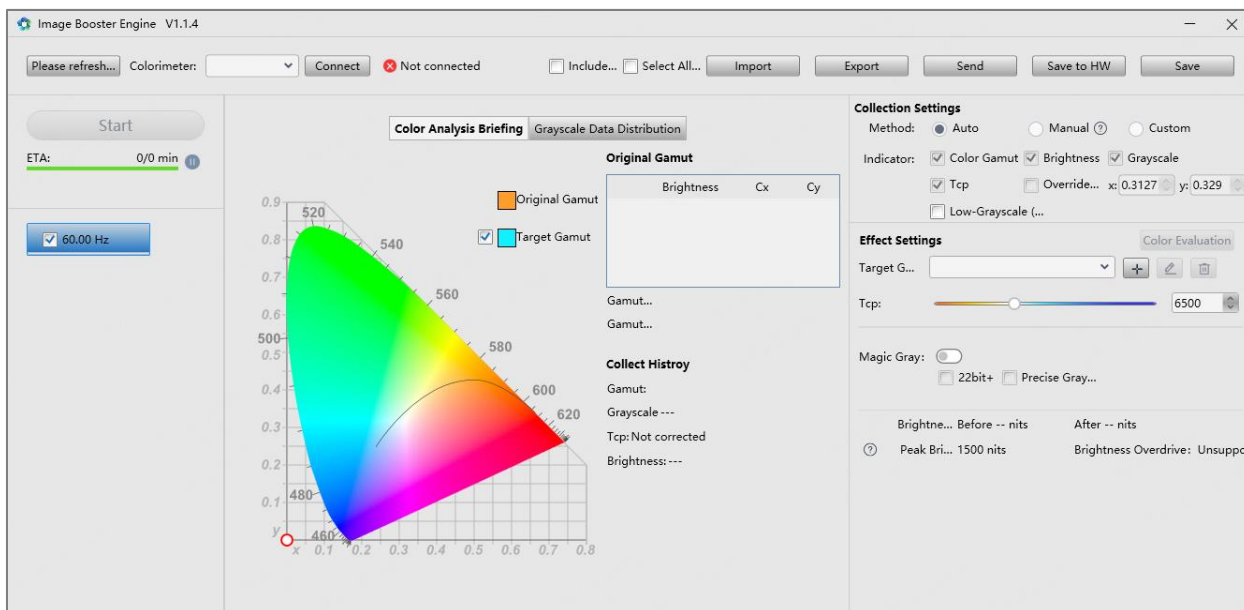 Image Booster Engine V1.1.4
Please refresh... Colorimeter: Connect Not connected Include... Select All... Import Export Send Save to HW Save
Start
ETA: 0/0 min
60.00 Hz
Color Analysis Briefing Grayscale Data Distribution
Original Gamut
Target Gamut
0.9
0.8
0.7
0.6
0.5
0.4
0.3
0.2
0.1
y
x 0.1 0.2 0.3 0.4 0.5 0.6 0.7 0.8
520
540
560
500
580
600
620
480
460
Original Gamut
Brightness Cx Cy
Gamut...
Gamut...
Collect Histroy
Gamut:
Grayscale ---
Tcp: Not corrected
Brightness: ---
Collection Settings
Method: Auto Manual ? Custom
Indicator: Color Gamut Brightness Grayscale
Tcp Override... x: 0.3127 y: 0.329
Low-Grayscale (...
Effect Settings Color Evaluation
Target G...
Tcp: 6500
Magic Gray:
22bit+ Precise Gray...
Brightne... Before -- nits After -- nits
? Peak Bri... 1500 nits Brightness Overdrive: Unsuppo